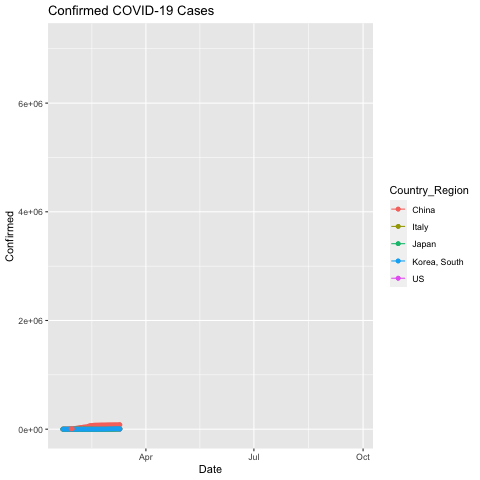 Confirmed COVID-19 Cases
6e+06
4e+06
2e+06
0e+00
Confirmed
Apr
Jul
Oct
Date
Country_Region
China
Italy
Japan
Korea, South
US